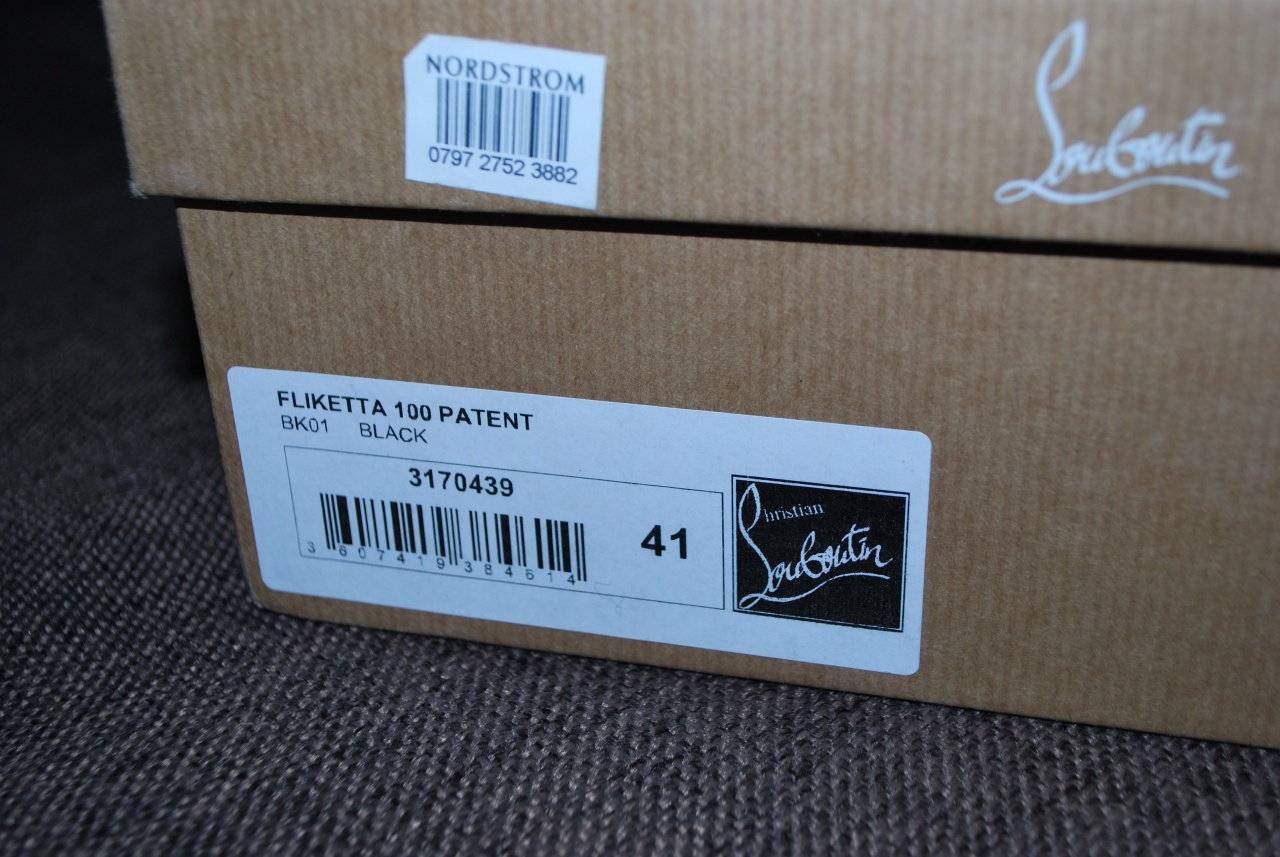 NORDSTROM
0797 2752 3882
Louboutin
FLIKETTA 100 PATENT
BK01 BLACK
3170439
3 607419 384614
41
Christian
Louboutin